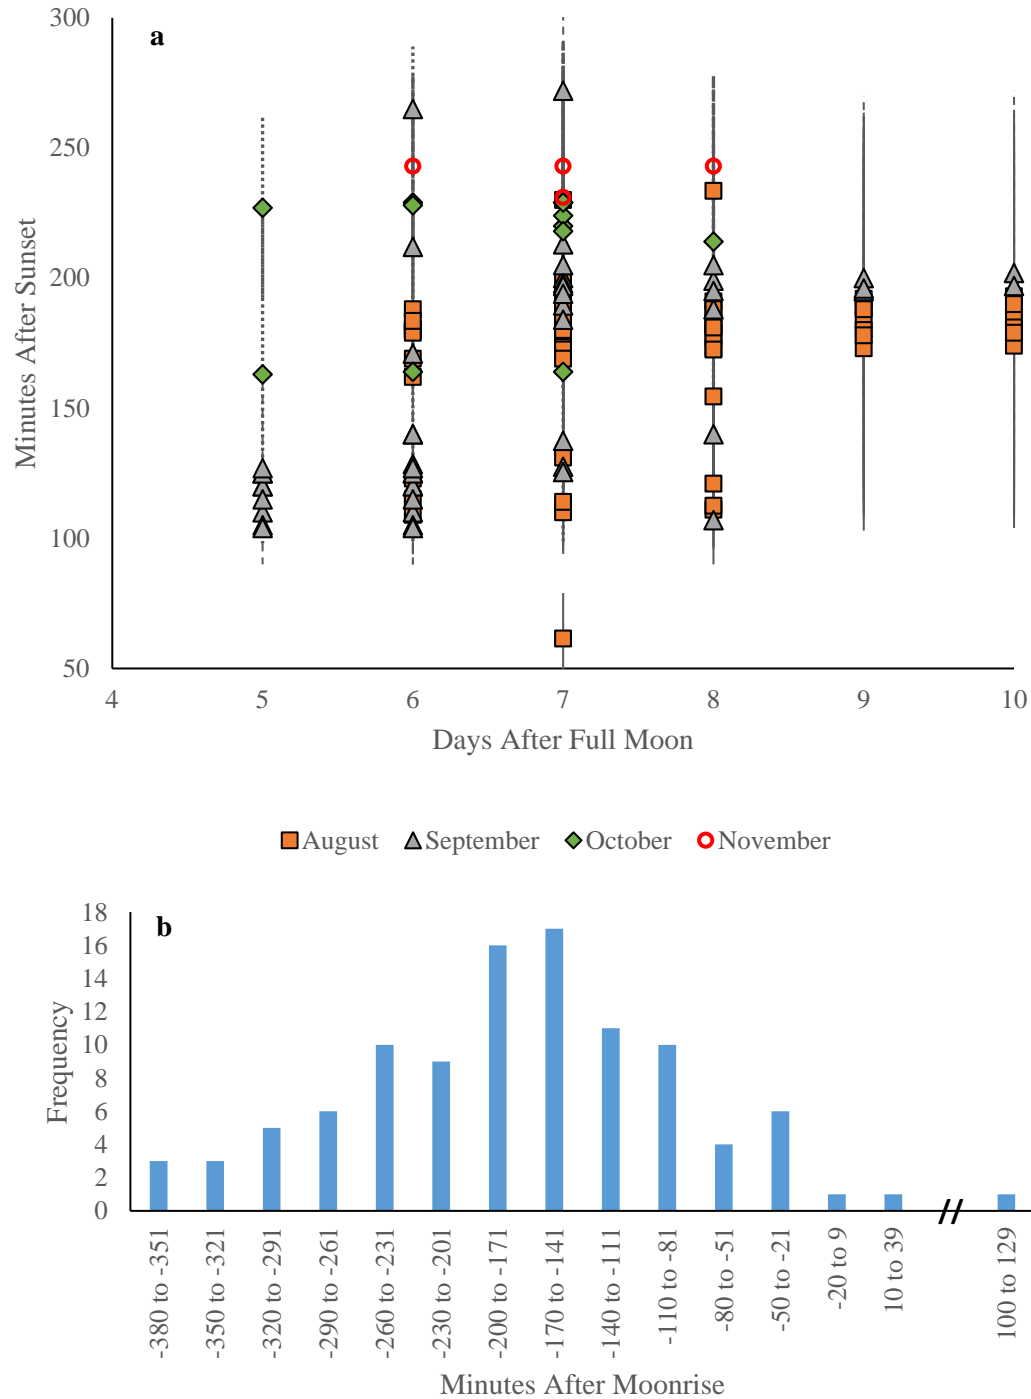 a
300
250
200
150
100
50
Minutes After Sunset
4 5 6 7 8 9 10
Days After Full Moon
August September October November
b
18
16
14
12
10
8
6
4
2
0
Frequency
-380 to -351
-350 to -321
-320 to -291
-290 to -261
-260 to -231
-230 to -201
-200 to -171
-170 to -141
-140 to -111
-110 to -81
-80 to -51
-50 to -21
-20 to 9
10 to 39
//
100 to 129
Minutes After Moonrise